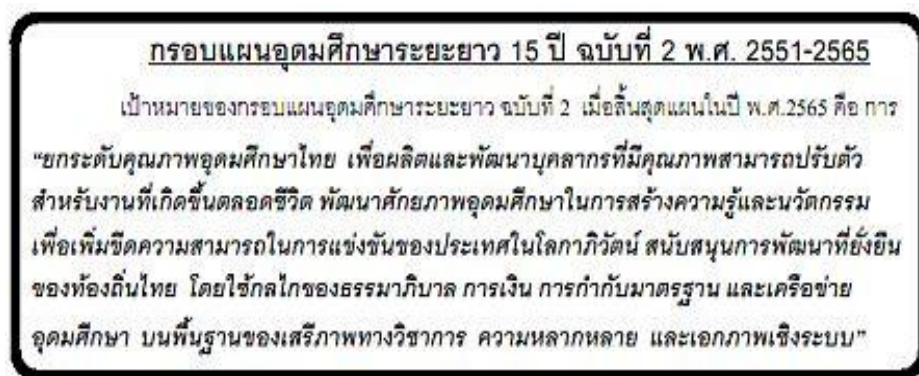 กรอบแผนอุดมศึกษาระยะยาว 15 ปี ฉบับที่ 2 พ.ศ. 2551-2565
เป้าหมายของกรอบแผนอุดมศึกษาระยะยาว ฉบับที่ 2 เมื่อสิ้นสุดแผนในปี พ.ศ.2565 คือ การ
“ยกระดับคุณภาพอุดมศึกษาไทย เพื่อผลิตและพัฒนาบุคลากรที่มีคุณภาพสามารถปรับตัว
สำหรับงานที่เกิดขึ้นตลอดชีวิต พัฒนาศักยภาพอุดมศึกษาในการสร้างความรู้และนวัตกรรม
เพื่อเพิ่มขีดความสามารถในการแข่งขันของประเทศในโลกาภิวัตน์ สนับสนุนการพัฒนาที่ยั่งยืน
ของท้องถิ่นไทย โดยใช้กลไกของธรรมาภิบาล การเงิน การกำกับมาตรฐาน และเครือข่าย
อุดมศึกษา บนพื้นฐานของเสรีภาพทางวิชาการ ความหลากหลาย และเอกภาพเชิงระบบ”